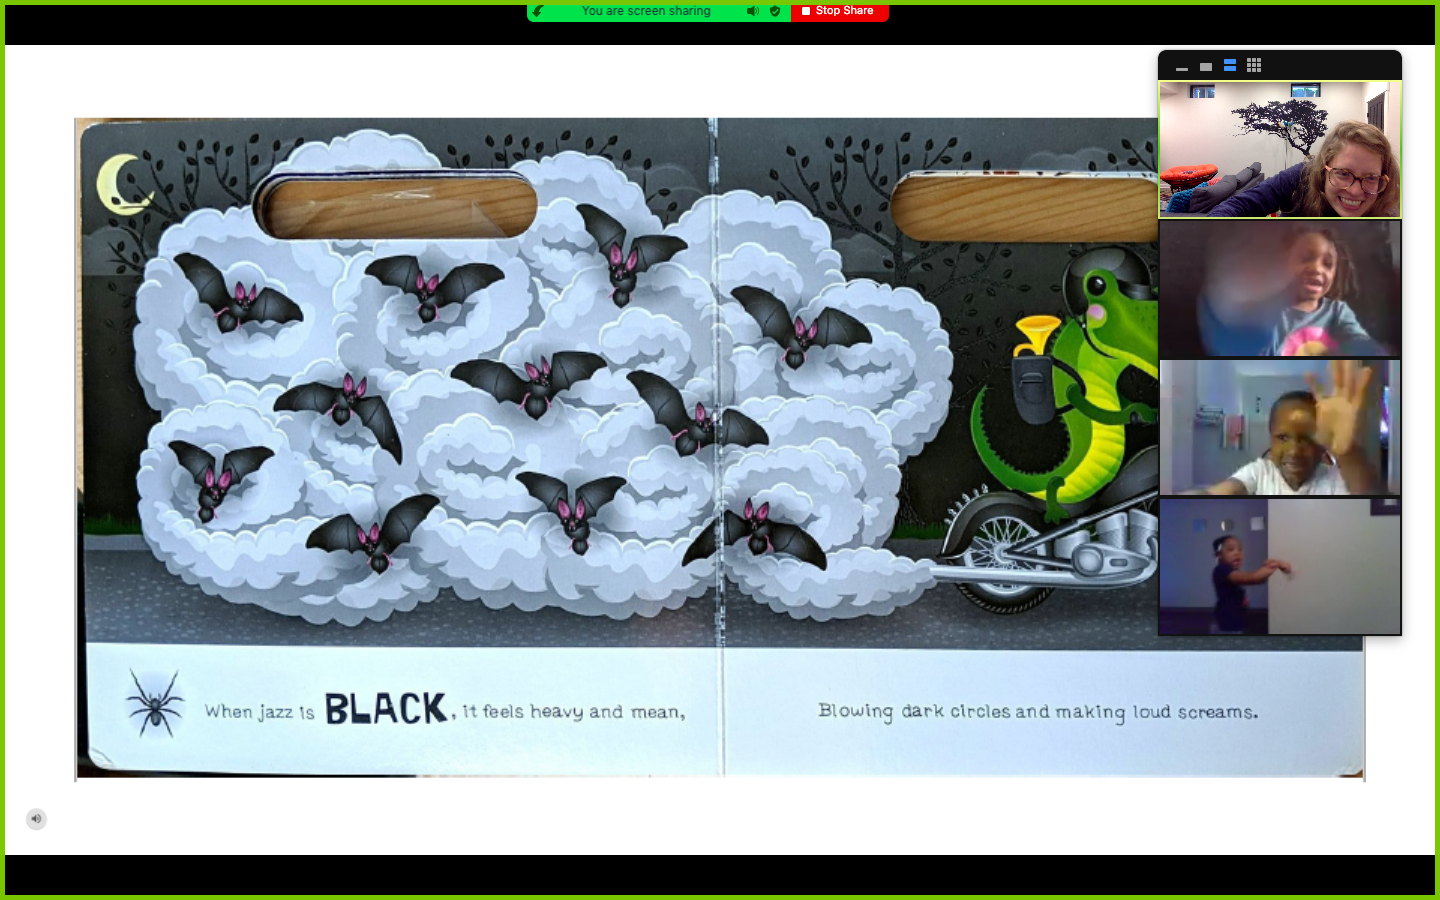 You are screen sharing
Stop Share
When jazz is BLACK, it feels heavy and mean,
Blowing dark circles and making loud screams.